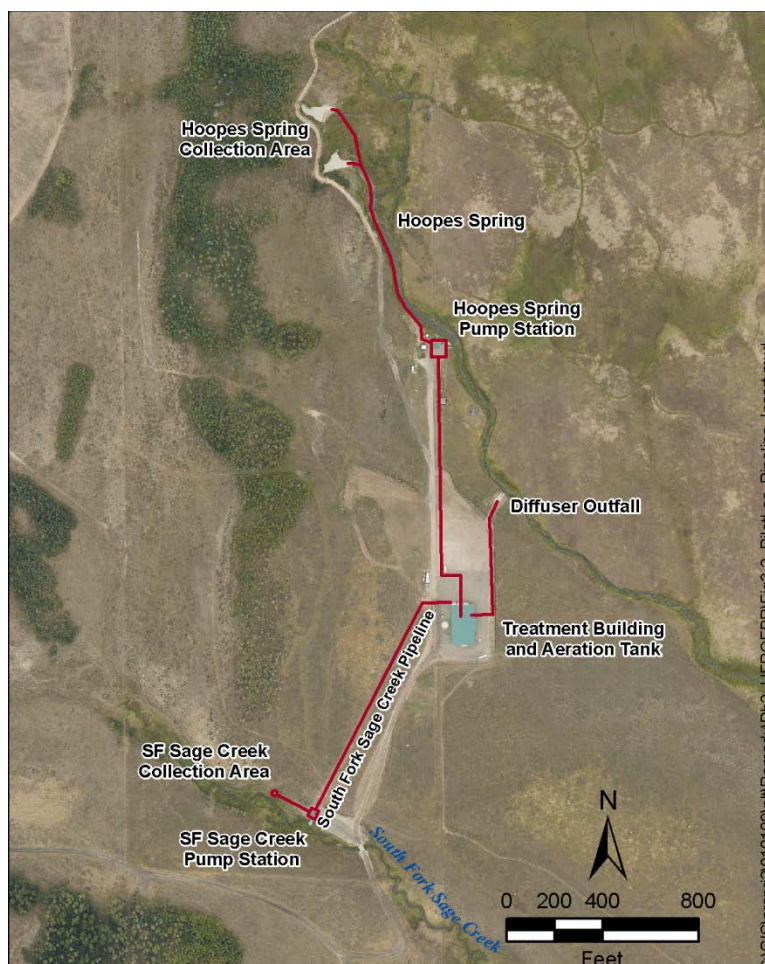 Hoopes Spring
Collection Area
Hoopes Spring
Hoopes Spring
Pump Station
Diffuser Outfall
Treatment Building
and Aeration Tank
South Fork Sage Creek Pipeline
SF Sage Creek
Collection Area
SF Sage Creek
Pump Station
South Fork Sage Creek
N
0 200 400 800
Feet